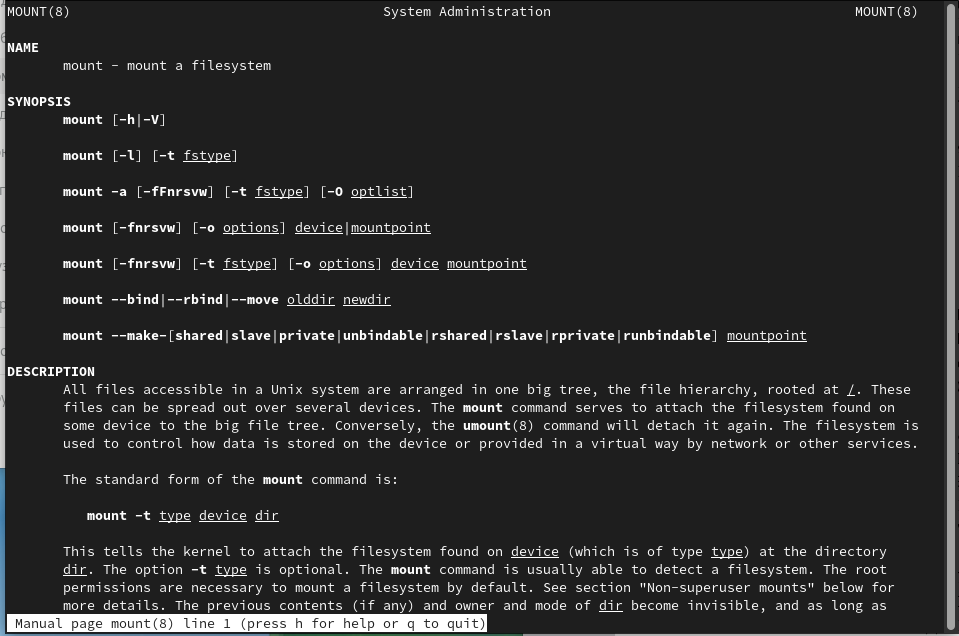 MOUNT(8) System Administration MOUNT(8)
NAME
mount - mount a filesystem
SYNOPSIS
mount [-h|-V]
mount [-l] [-t fstype]
mount -a [-fFnrsvw] [-t fstype] [-O optlist]
mount [-fnrsvw] [-o options] device|mountpoint
mount [-fnrsvw] [-t fstype] [-o options] device mountpoint
mount --bind|--rbind|--move olddir newdir
mount --make-[shared|slave|private|unbindable|rshared|rslave|rprivate|runbindable] mountpoint
DESCRIPTION
All files accessible in a Unix system are arranged in one big tree, the file hierarchy, rooted at /. These
files can be spread out over several devices. The mount command serves to attach the filesystem found on
some device to the big file tree. Conversely, the umount(8) command will detach it again. The filesystem is
used to control how data is stored on the device or provided in a virtual way by network or other services.
The standard form of the mount command is:
mount -t type device dir
This tells the kernel to attach the filesystem found on device (which is of type type) at the directory
dir. The option -t type is optional. The mount command is usually able to detect a filesystem. The root
permissions are necessary to mount a filesystem by default. See section "Non-superuser mounts" below for
more details. The previous contents (if any) and owner and mode of dir become invisible, and as long as
Manual page mount(8) line 1 (press h for help or q to quit)